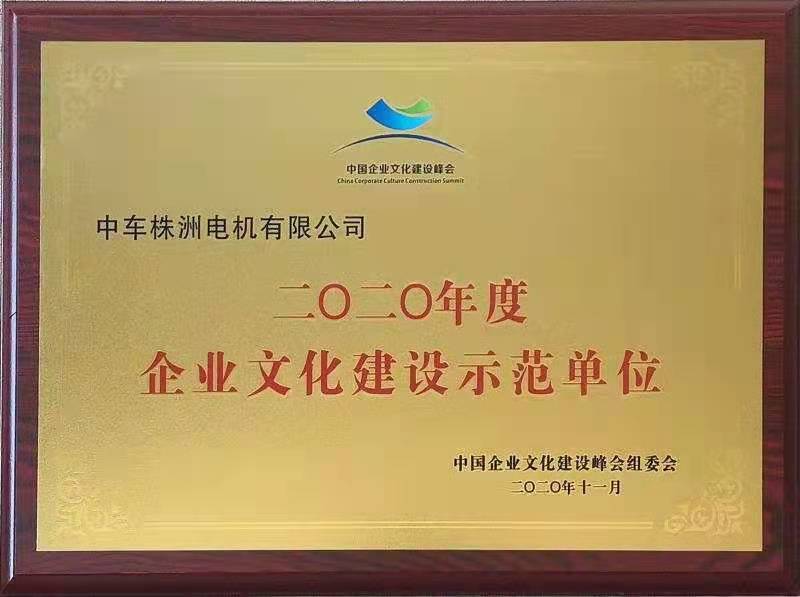 中国企业文化建设峰会
China Corporate Culture Construction Summit
中车株洲电机有限公司
二〇二〇年度
企业文化建设示范单位
中国企业文化建设峰会组委会
二〇二〇年十一月